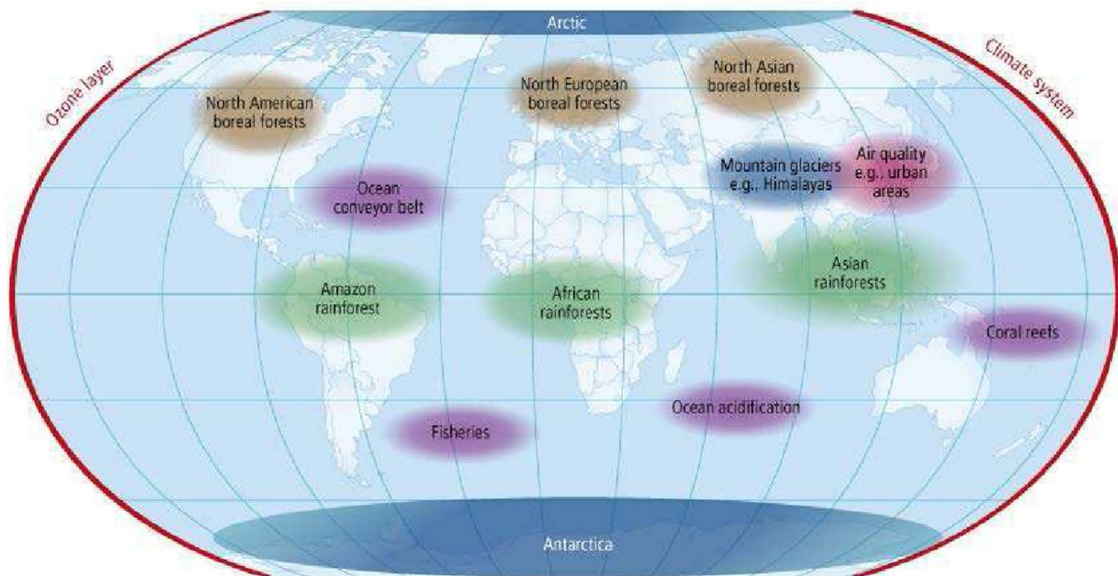 Arctic
Ozone layer
Climate system
North American
boreal forests
North European
boreal forests
North Asian
boreal forests
Ocean
conveyor belt
Mountain glaciers
e.g., Himalayas
Air quality
e.g., urban
areas
Amazon
rainforest
African
rainforests
Asian
rainforests
Coral reefs
Fisheries
Ocean acidification
Antarctica